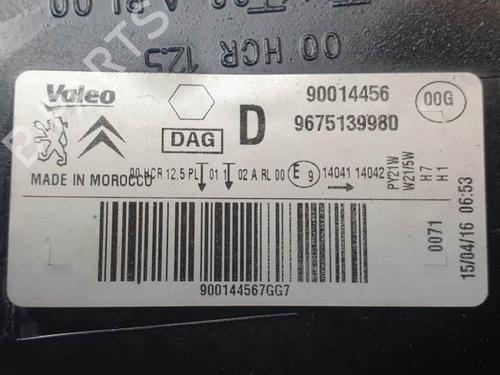 00 HCR 12.5
Valeo
90014456
00G
DAG
D
9675139980
MADE IN MOROCCO
00 HCR 12.5 PL 01 1 02 A RL 00 E 9 14041 14042
PY21W
W21/5W
H7
H1
0071
15/04/16 06:53
900144567GG7